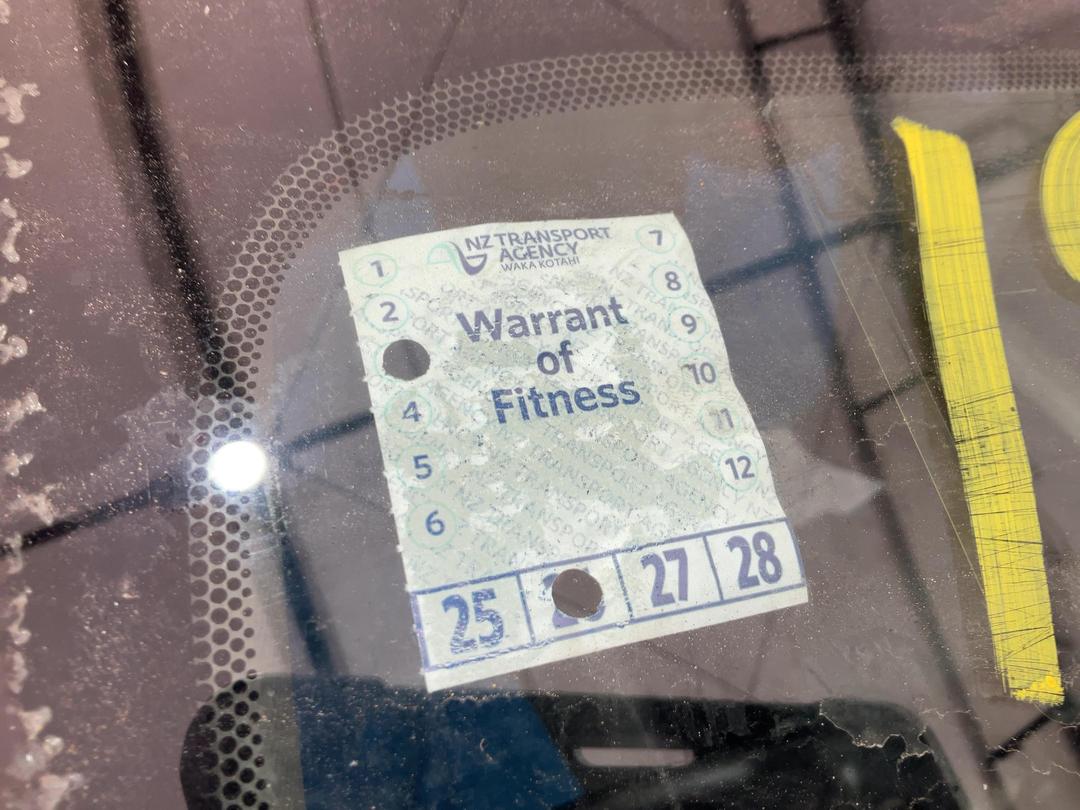 NZ TRANSPORT
AGENCY
WAKA KOTAHI
Warrant
of
Fitness
1
2
4
5
6
7
8
9
10
11
12
25 27 28
1